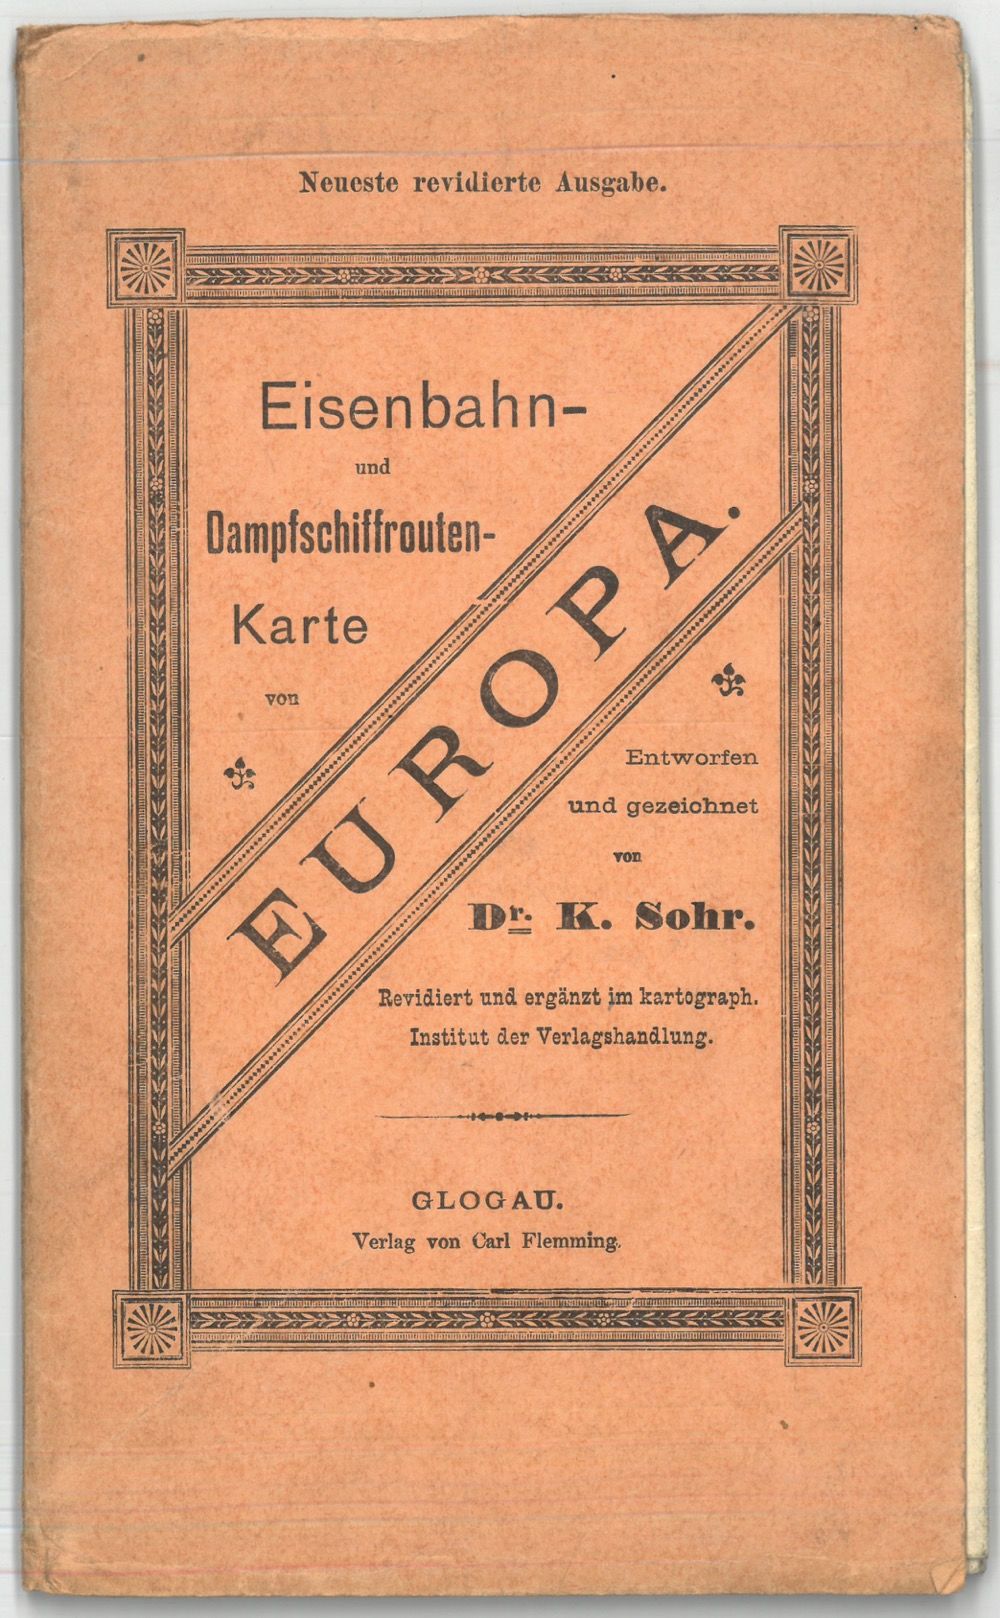 Neueste revidierte Ausgabe.
Eisenbahn-
und
Dampfschiffrouten-
Karte
von
EUROPA.
Entworfen
und gezeichnet
von
Dr. K. Sohr.
Revidiert und ergänzt im kartograph.
Institut der Verlagshandlung.
GLOGAU.
Verlag von Carl Flemming.